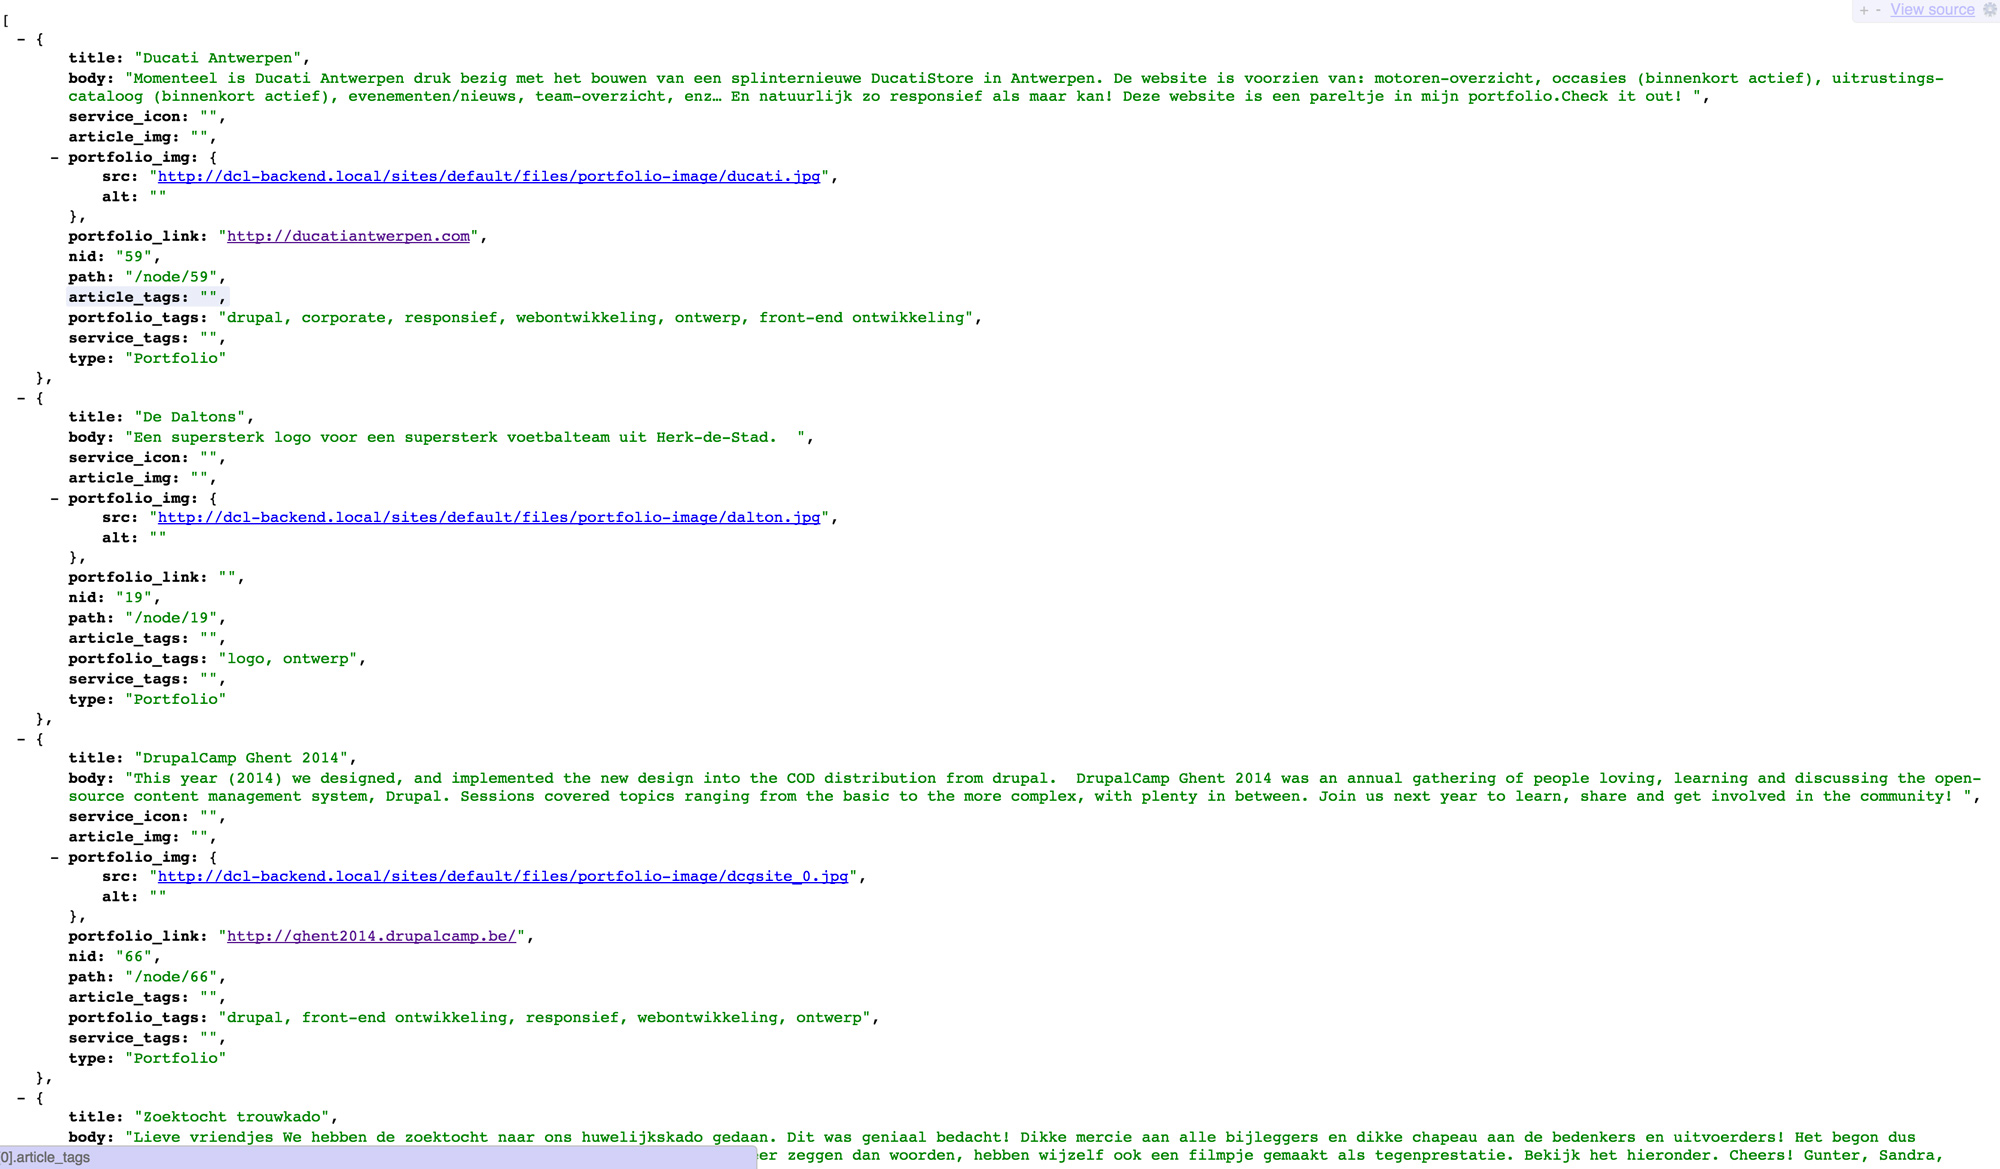 [
+ - View source
- {
title: "Ducati Antwerpen",
body: "Momenteel is Ducati Antwerpen druk bezig met het bouwen van een splinternieuwe DucatiStore in Antwerpen. De website is voorzien van: motoren-overzicht, occasies (binnenkort actief), uitrustings-
cataloog (binnenkort actief), evenementen/nieuws, team-overzicht, enz… En natuurlijk zo responsief als maar kan! Deze website is een pareltje in mijn portfolio.Check it out! ",
service_icon: "",
article_img: "",
- portfolio_img: {
src: "http://dcl-backend.local/sites/default/files/portfolio-image/ducati.jpg",
alt: ""
},
portfolio_link: "http://ducatiantwerpen.com",
nid: "59",
path: "/node/59",
article_tags: "",
portfolio_tags: "drupal, corporate, responsief, webontwikkeling, ontwerp, front-end ontwikkeling",
service_tags: "",
type: "Portfolio"
},
- {
title: "De Daltons",
body: "Een supersterk logo voor een supersterk voetbalteam uit Herk-de-Stad.  ",
service_icon: "",
article_img: "",
- portfolio_img: {
src: "http://dcl-backend.local/sites/default/files/portfolio-image/dalton.jpg",
alt: ""
},
portfolio_link: "",
nid: "19",
path: "/node/19",
article_tags: "",
portfolio_tags: "logo, ontwerp",
service_tags: "",
type: "Portfolio"
},
- {
title: "DrupalCamp Ghent 2014",
body: "This year (2014) we designed, and implemented the new design into the COD distribution from drupal.  DrupalCamp Ghent 2014 was an annual gathering of people loving, learning and discussing the open-
source content management system, Drupal. Sessions covered topics ranging from the basic to the more complex, with plenty in between. Join us next year to learn, share and get involved in the community! ",
service_icon: "",
article_img: "",
- portfolio_img: {
src: "http://dcl-backend.local/sites/default/files/portfolio-image/dcgsite_0.jpg",
alt: ""
},
portfolio_link: "http://ghent2014.drupalcamp.be/",
nid: "66",
path: "/node/66",
article_tags: "",
portfolio_tags: "drupal, front-end ontwikkeling, responsief, webontwikkeling, ontwerp",
service_tags: "",
type: "Portfolio"
},
- {
title: "Zoektocht trouwkado",
body: "Lieve vriendjes We hebben de zoektocht naar ons huwelijkskado gedaan. Dit was geniaal bedacht! Dikke mercie aan alle bijleggers en dikke chapeau aan de bedenkers en uitvoerders! Het begon dus
0].article_tags
er zeggen dan woorden, hebben wijzelf ook een filmpje gemaakt als tegenprestatie. Bekijk het hieronder. Cheers! Gunter, Sandra,